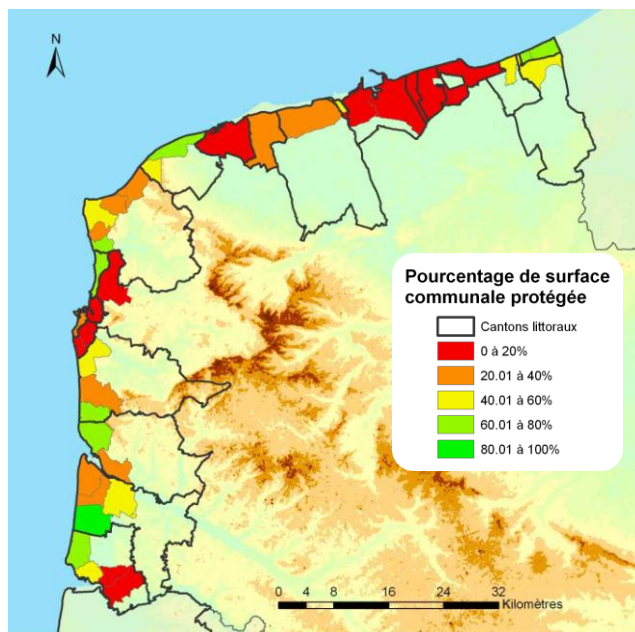 N
Pourcentage de surface
communale protégée
Cantons littoraux
0 à 20%
20.01 à 40%
40.01 à 60%
60.01 à 80%
80.01 à 100%
0 4 8 16 24 32
Kilomètres